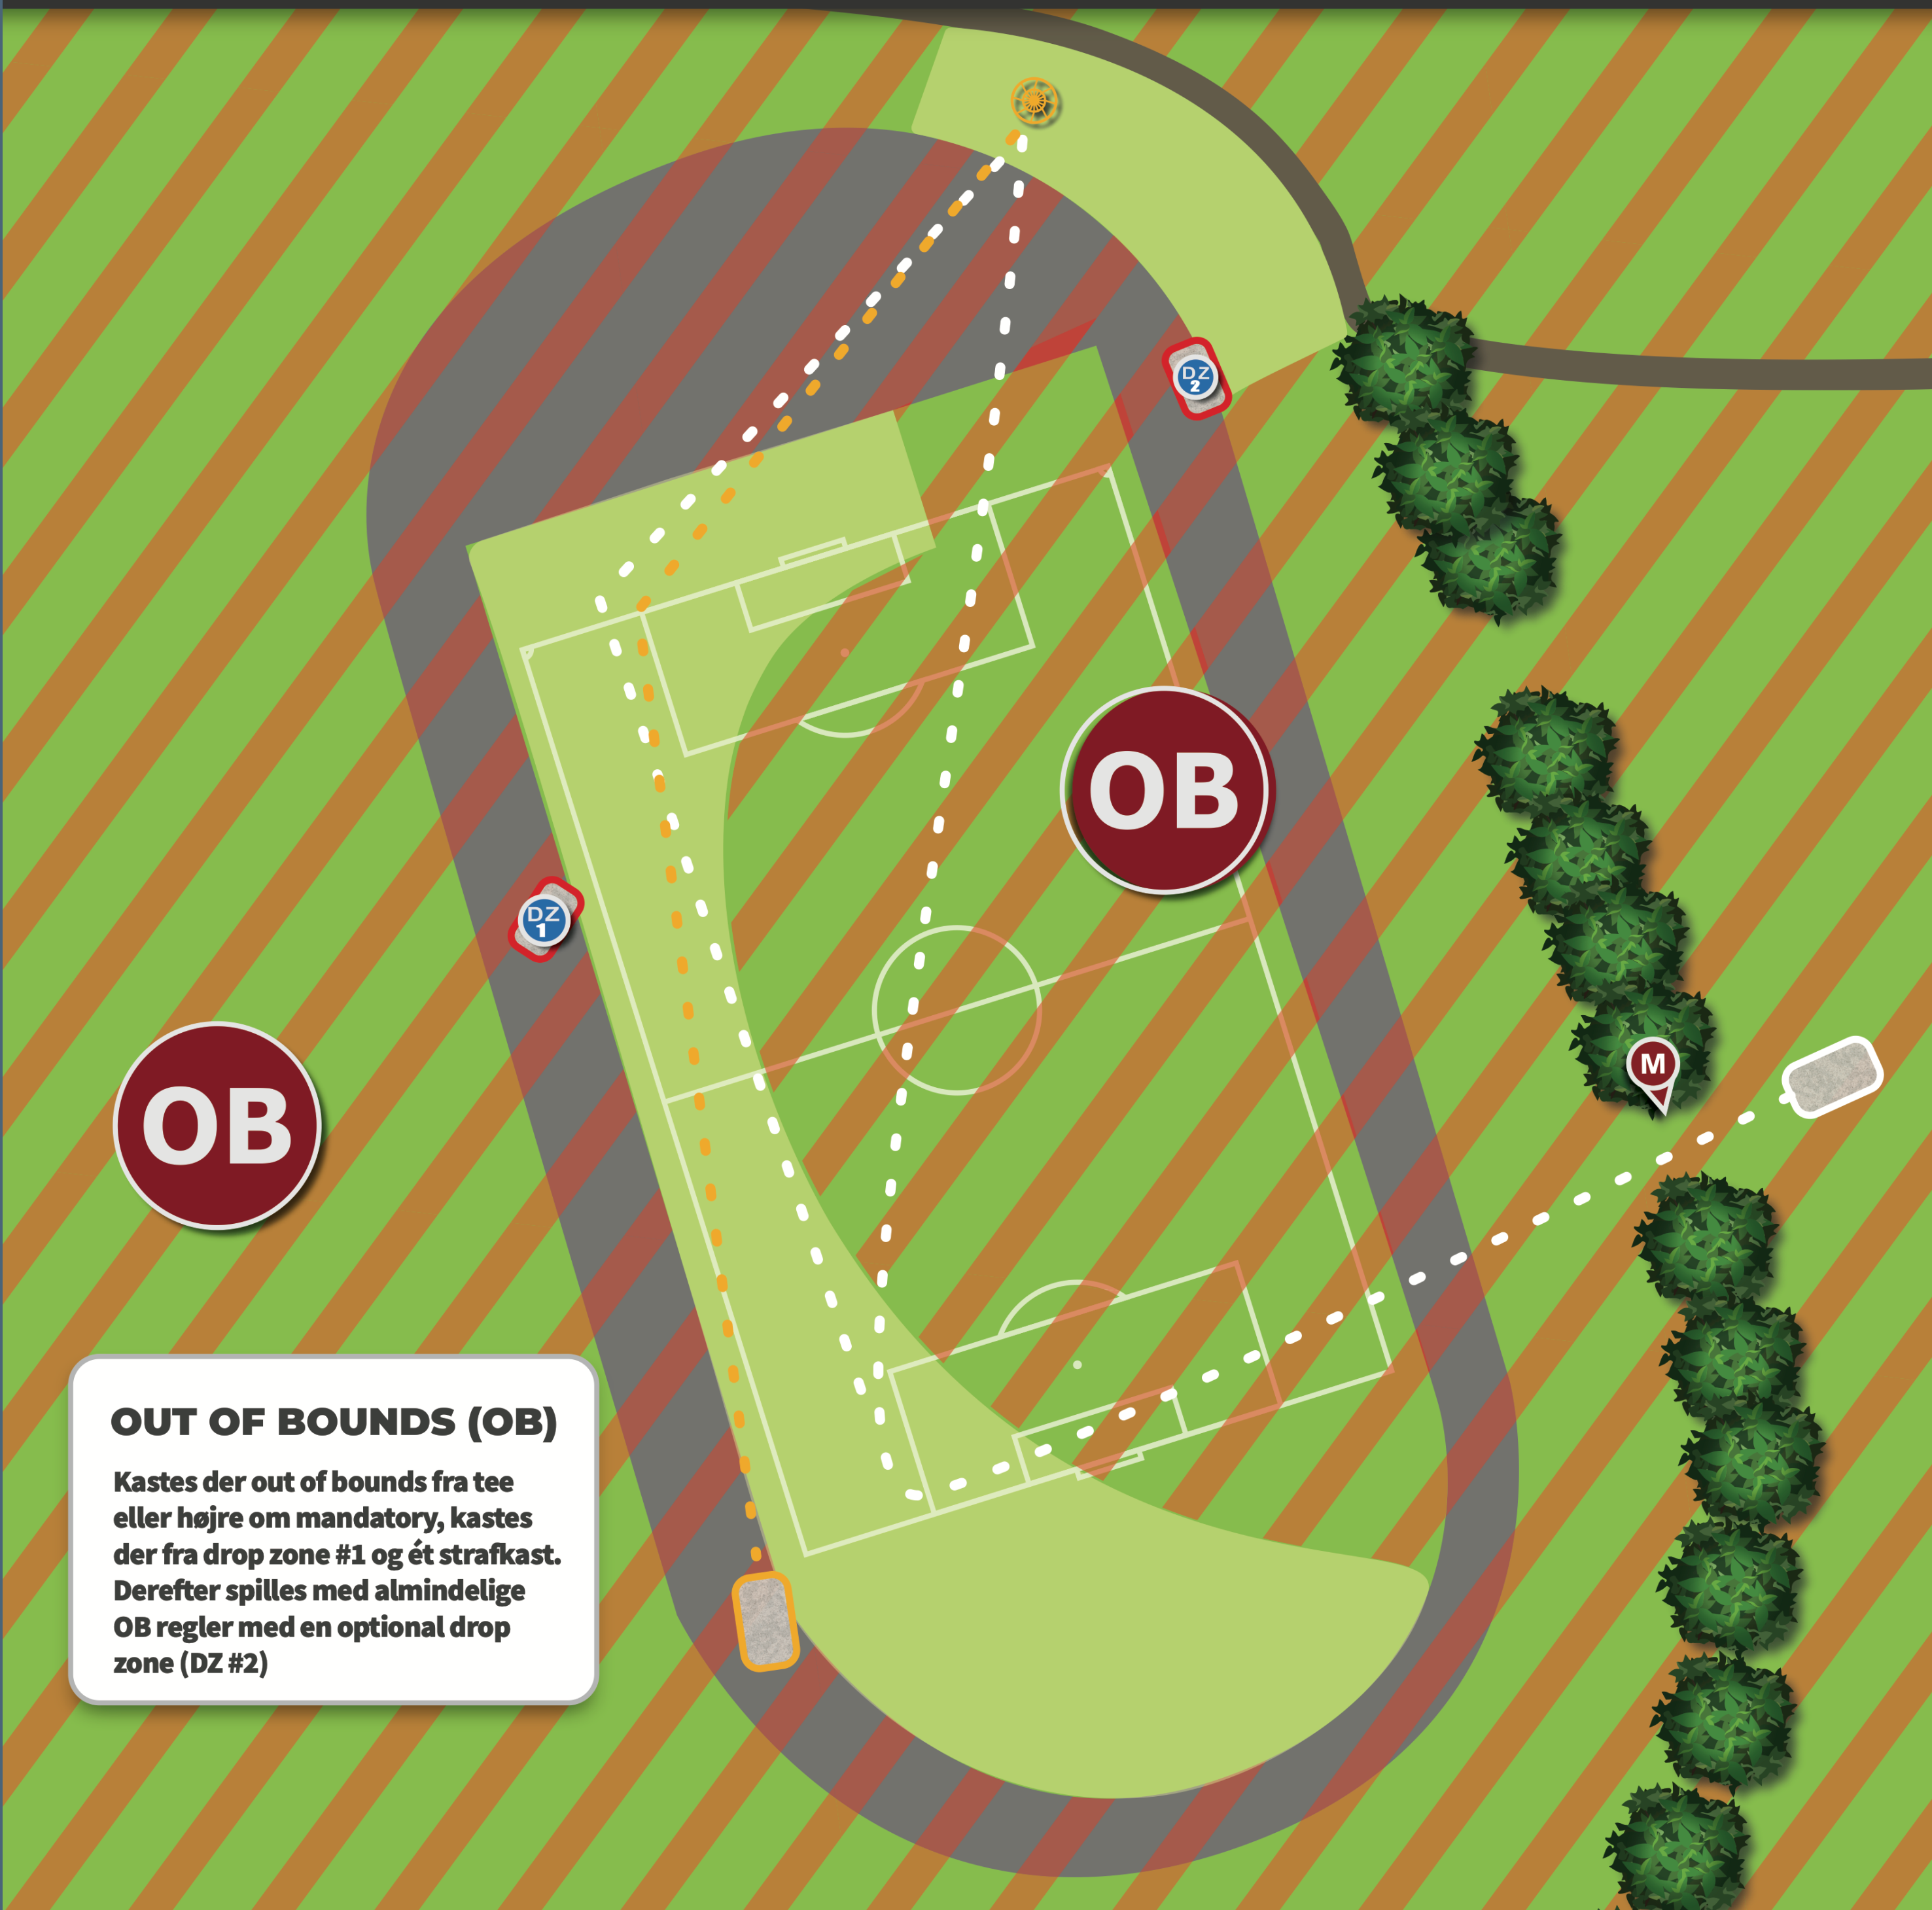 DZ
2
OB
DZ
1
M
OB
OUT OF BOUNDS (OB)
Kastes der out of bounds fra tee
eller højre om mandatory, kastes
der fra drop zone #1 og ét strafkast.
Derefter spilles med almindelige
OB regler med en optional drop
zone (DZ #2)